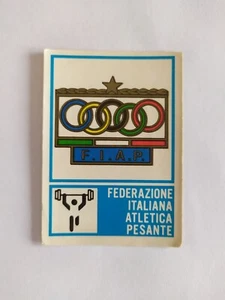 F.I.A.P.
FEDERAZIONE
ITALIANA
ATLETICA
PESANTE